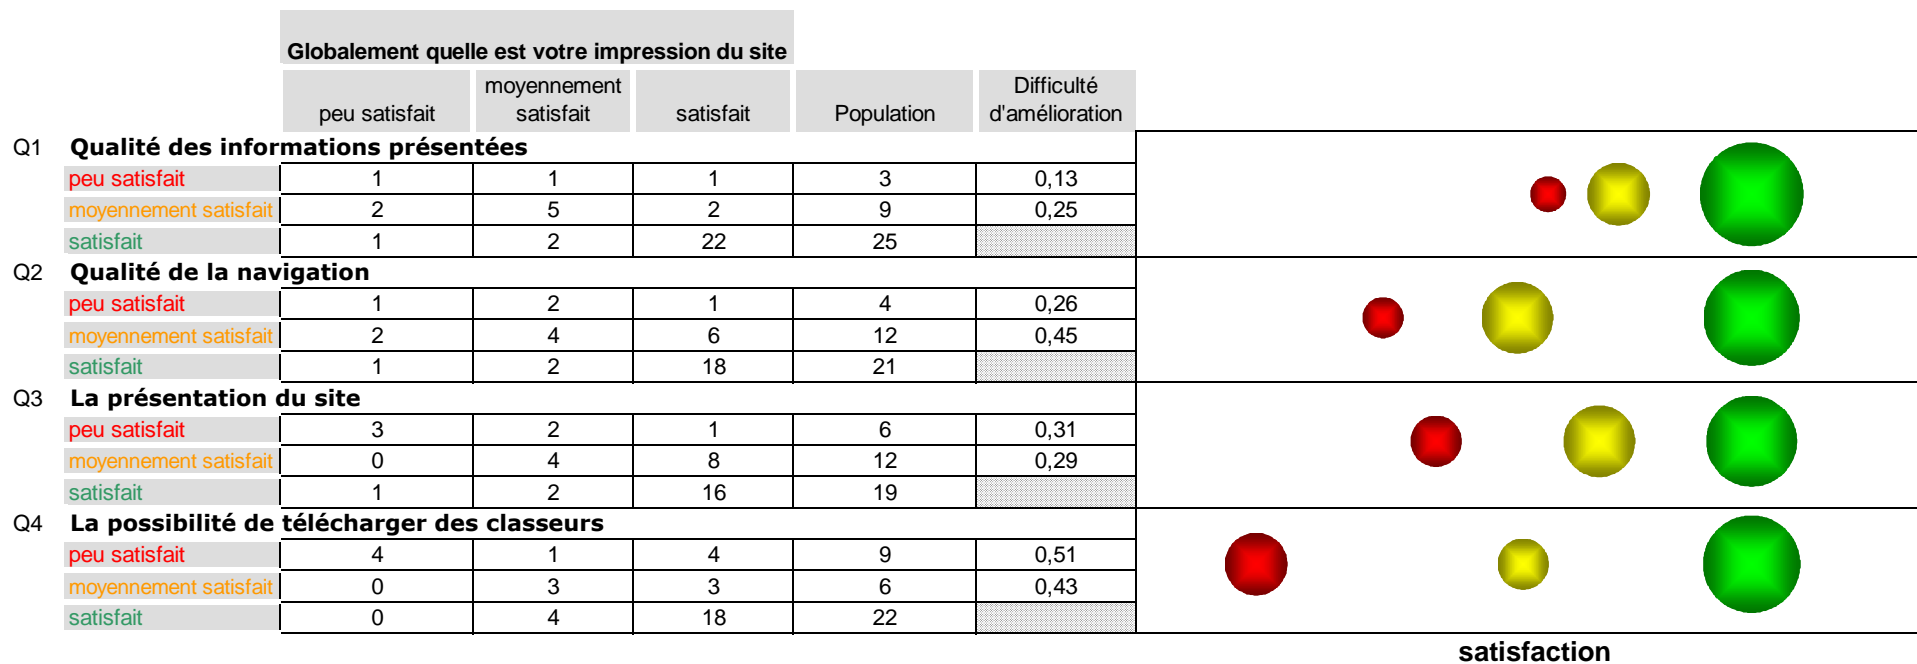 Globalement quelle est votre impression du site
peu satisfait moyennement satisfait satisfait Population Difficulté d'amélioration
Q1 Qualité des informations présentées
peu satisfait 1 1 1 3 0,13
moyennement satisfait 2 5 2 9 0,25
satisfait 1 2 22 25
Q2 Qualité de la navigation
peu satisfait 1 2 1 4 0,26
moyennement satisfait 2 4 6 12 0,45
satisfait 1 2 18 21
Q3 La présentation du site
peu satisfait 3 2 1 6 0,31
moyennement satisfait 0 4 8 12 0,29
satisfait 1 2 16 19
Q4 La possibilité de télécharger des classeurs
peu satisfait 4 1 4 9 0,51
moyennement satisfait 0 3 3 6 0,43
satisfait 0 4 18 22
satisfaction